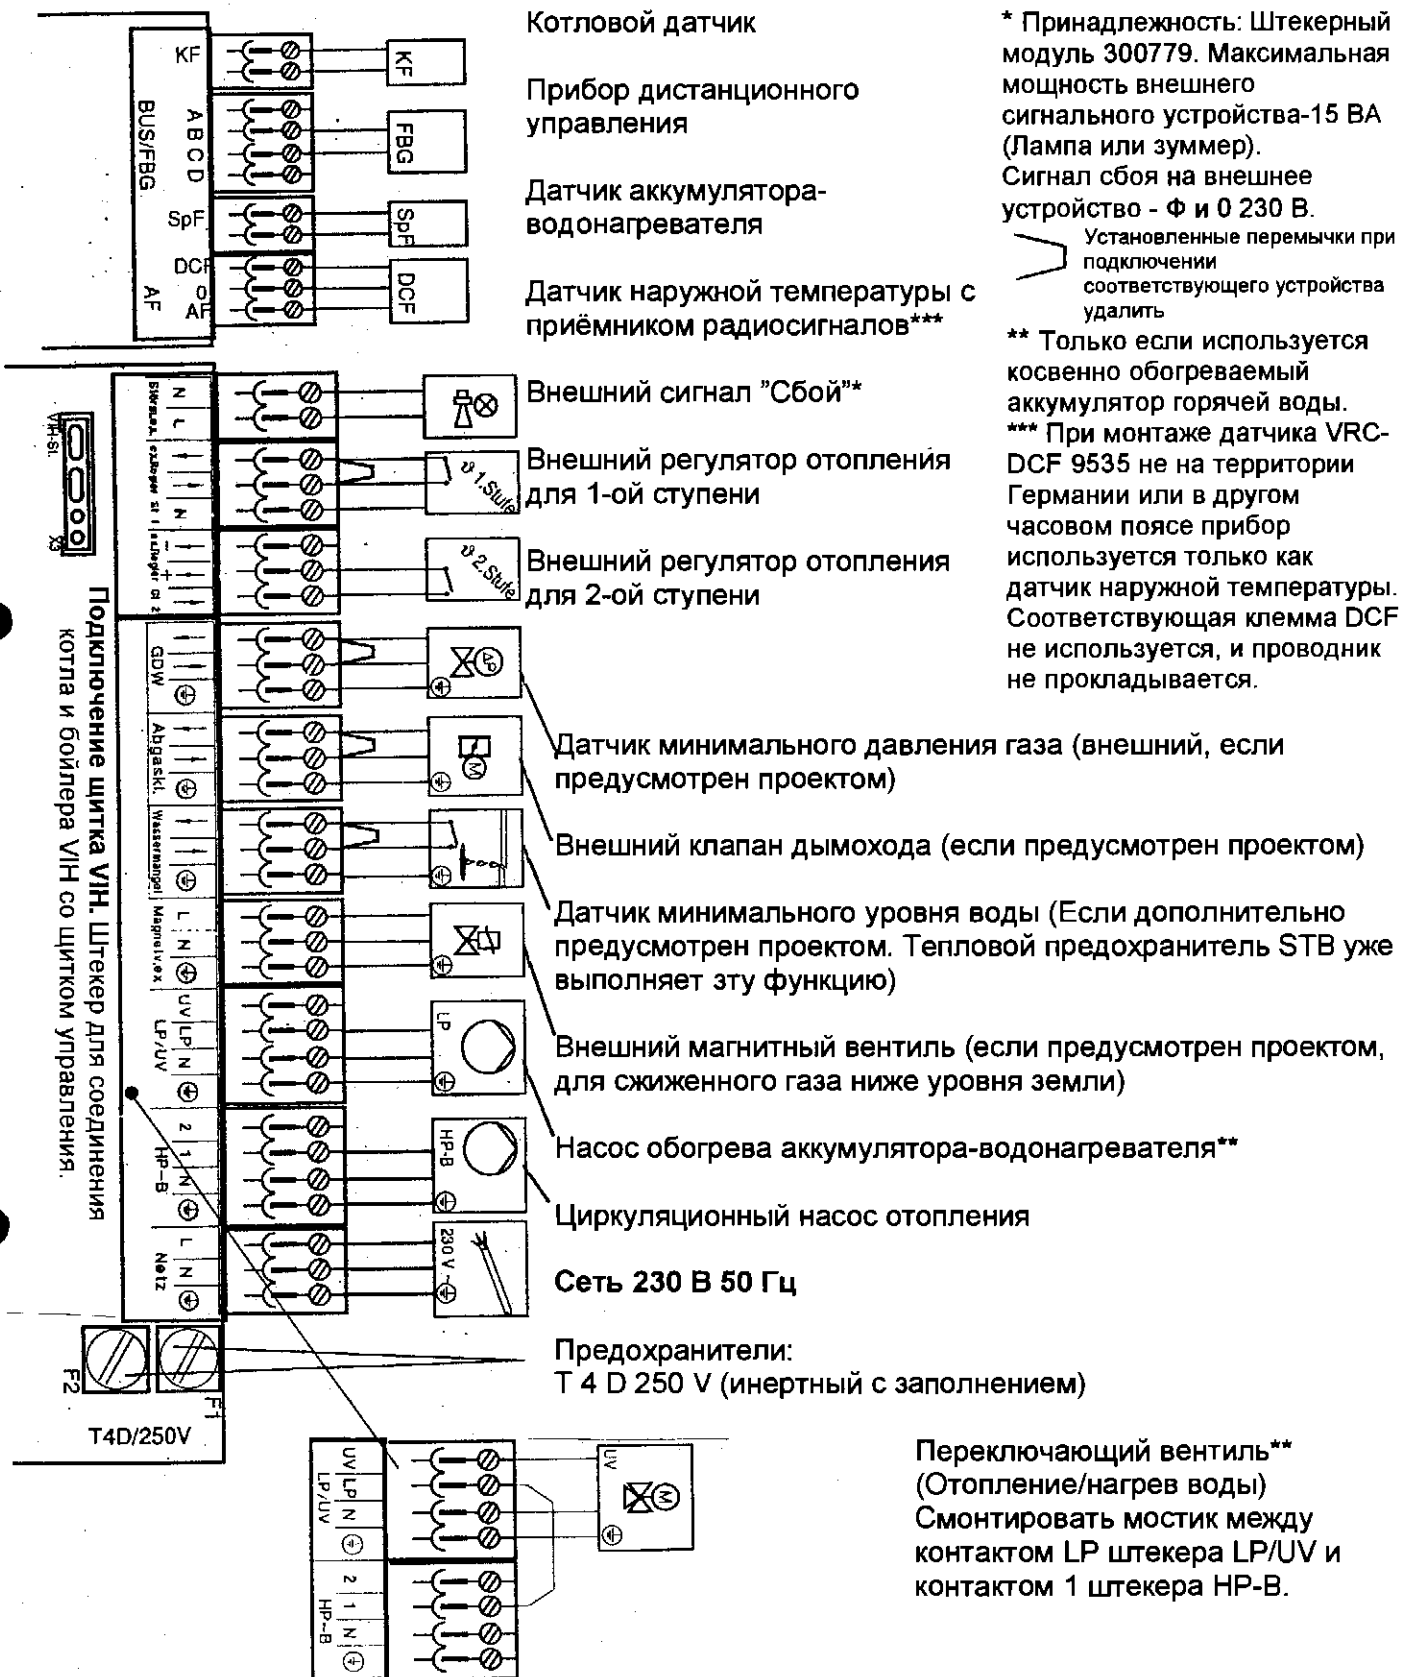 Котловой датчик
Прибор дистанционного
управления
Датчик аккумулятора-
водонагревателя
Датчик наружной температуры с
приёмником радиосигналов***
Внешний сигнал "Сбой"*
Внешний регулятор отопления
для 1-ой ступени
Внешний регулятор отопления
для 2-ой ступени
* Принадлежность: Штекерный
модуль 300779. Максимальная
мощность внешнего
сигнального устройства-15 ВА
(Лампа или зуммер).
Сигнал сбоя на внешнее
устройство - Ф и 0 230 В.
Установленные перемычки при
подключении
соответствующего устройства
удалить
** Только если используется
косвенно обогреваемый
аккумулятор горячей воды.
*** При монтаже датчика VRC-
DCF 9535 не на территории
Германии или в другом
часовом поясе прибор
используется только как
датчик наружной температуры.
Соответствующая клемма DCF
не используется, и проводник
не прокладывается.
Датчик минимального давления газа (внешний, если
предусмотрен проектом)
Внешний клапан дымохода (если предусмотрен проектом)
Датчик минимального уровня воды (Если дополнительно
предусмотрен проектом. Тепловой предохранитель STB уже
выполняет зту функцию)
Внешний магнитный вентиль (если предусмотрен проектом,
для сжиженного газа ниже уровня земли)
Насос обогрева аккумулятора-водонагревателя**
Циркуляционный насос отопления
Сеть 230 В 50 Гц
Предохранители:
Т 4 D 250 V (инертный с заполнением)
Переключающий вентиль**
(Отопление/нагрев воды)
Смонтировать мостик между
контактом LP штекера LP/UV и
контактом 1 штекера HP-B.
KF
KF
BUS/FBG
A B C D
FBG
SpF
SpF
DCF
0
AF
AF
DCF
N
L
N
ϑ 1.Stufe
- +
ϑ 2.Stufe
VIH-St.
X3
Подключение щитка VIH. Штекер для соединения
котла и бойлера VIH со щитком управления.
GDW
Δp
Abgaskl.
M
Wassermangel
L N
Magnetv.ex
UV LP N
LP/UV
LP
2 1 N
HP-B
HP-B
L N
Netz
230 V ~
F2
F1
T4D/250V
UV LP N
LP/UV
UV
M
2 1 N
HP-B